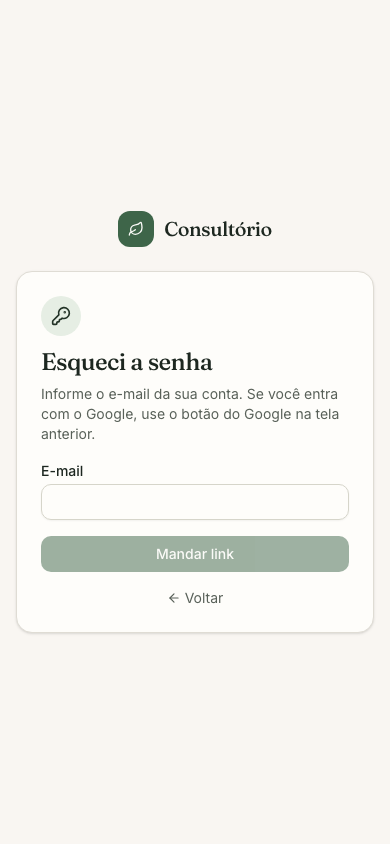 Consultório
Esqueci a senha
Informe o e-mail da sua conta. Se você entra
com o Google, use o botão do Google na tela
anterior.
E-mail
Mandar link
← Voltar